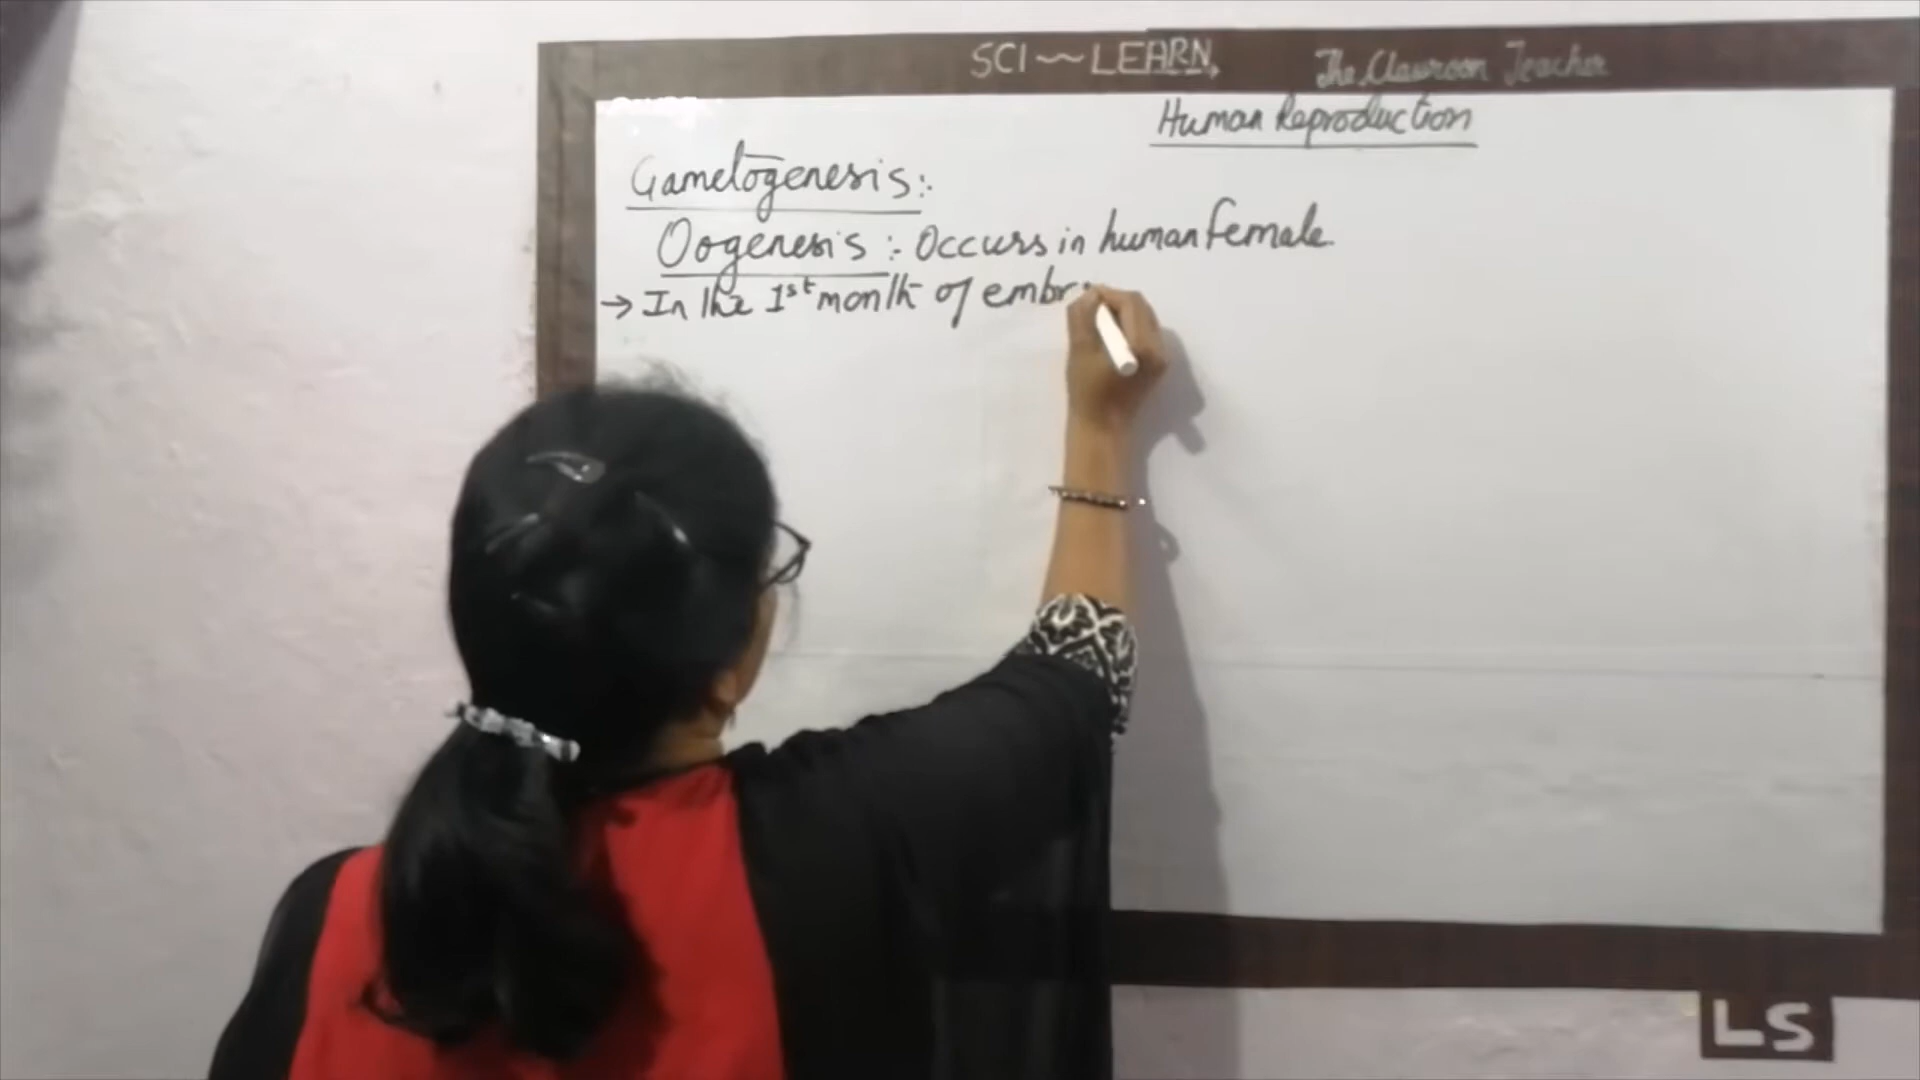 SCI~LEARN, The Classroom Teacher
Human Reproduction
Gametogenesis:-
Oogenesis :- Occurs in human female
→ In the 1st month of embr
LS